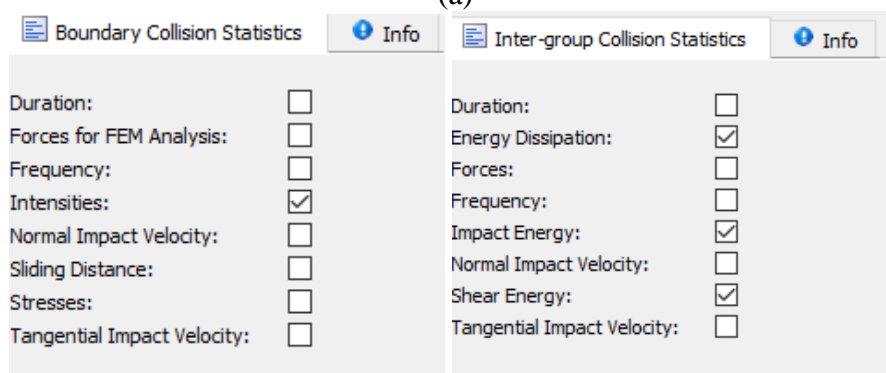 (a)
Boundary Collision Statistics
Info
Duration:
Forces for FEM Analysis:
Frequency:
Intensities:
Normal Impact Velocity:
Sliding Distance:
Stresses:
Tangential Impact Velocity:
Inter-group Collision Statistics
Info
Duration:
Energy Dissipation:
Forces:
Frequency:
Impact Energy:
Normal Impact Velocity:
Shear Energy:
Tangential Impact Velocity: